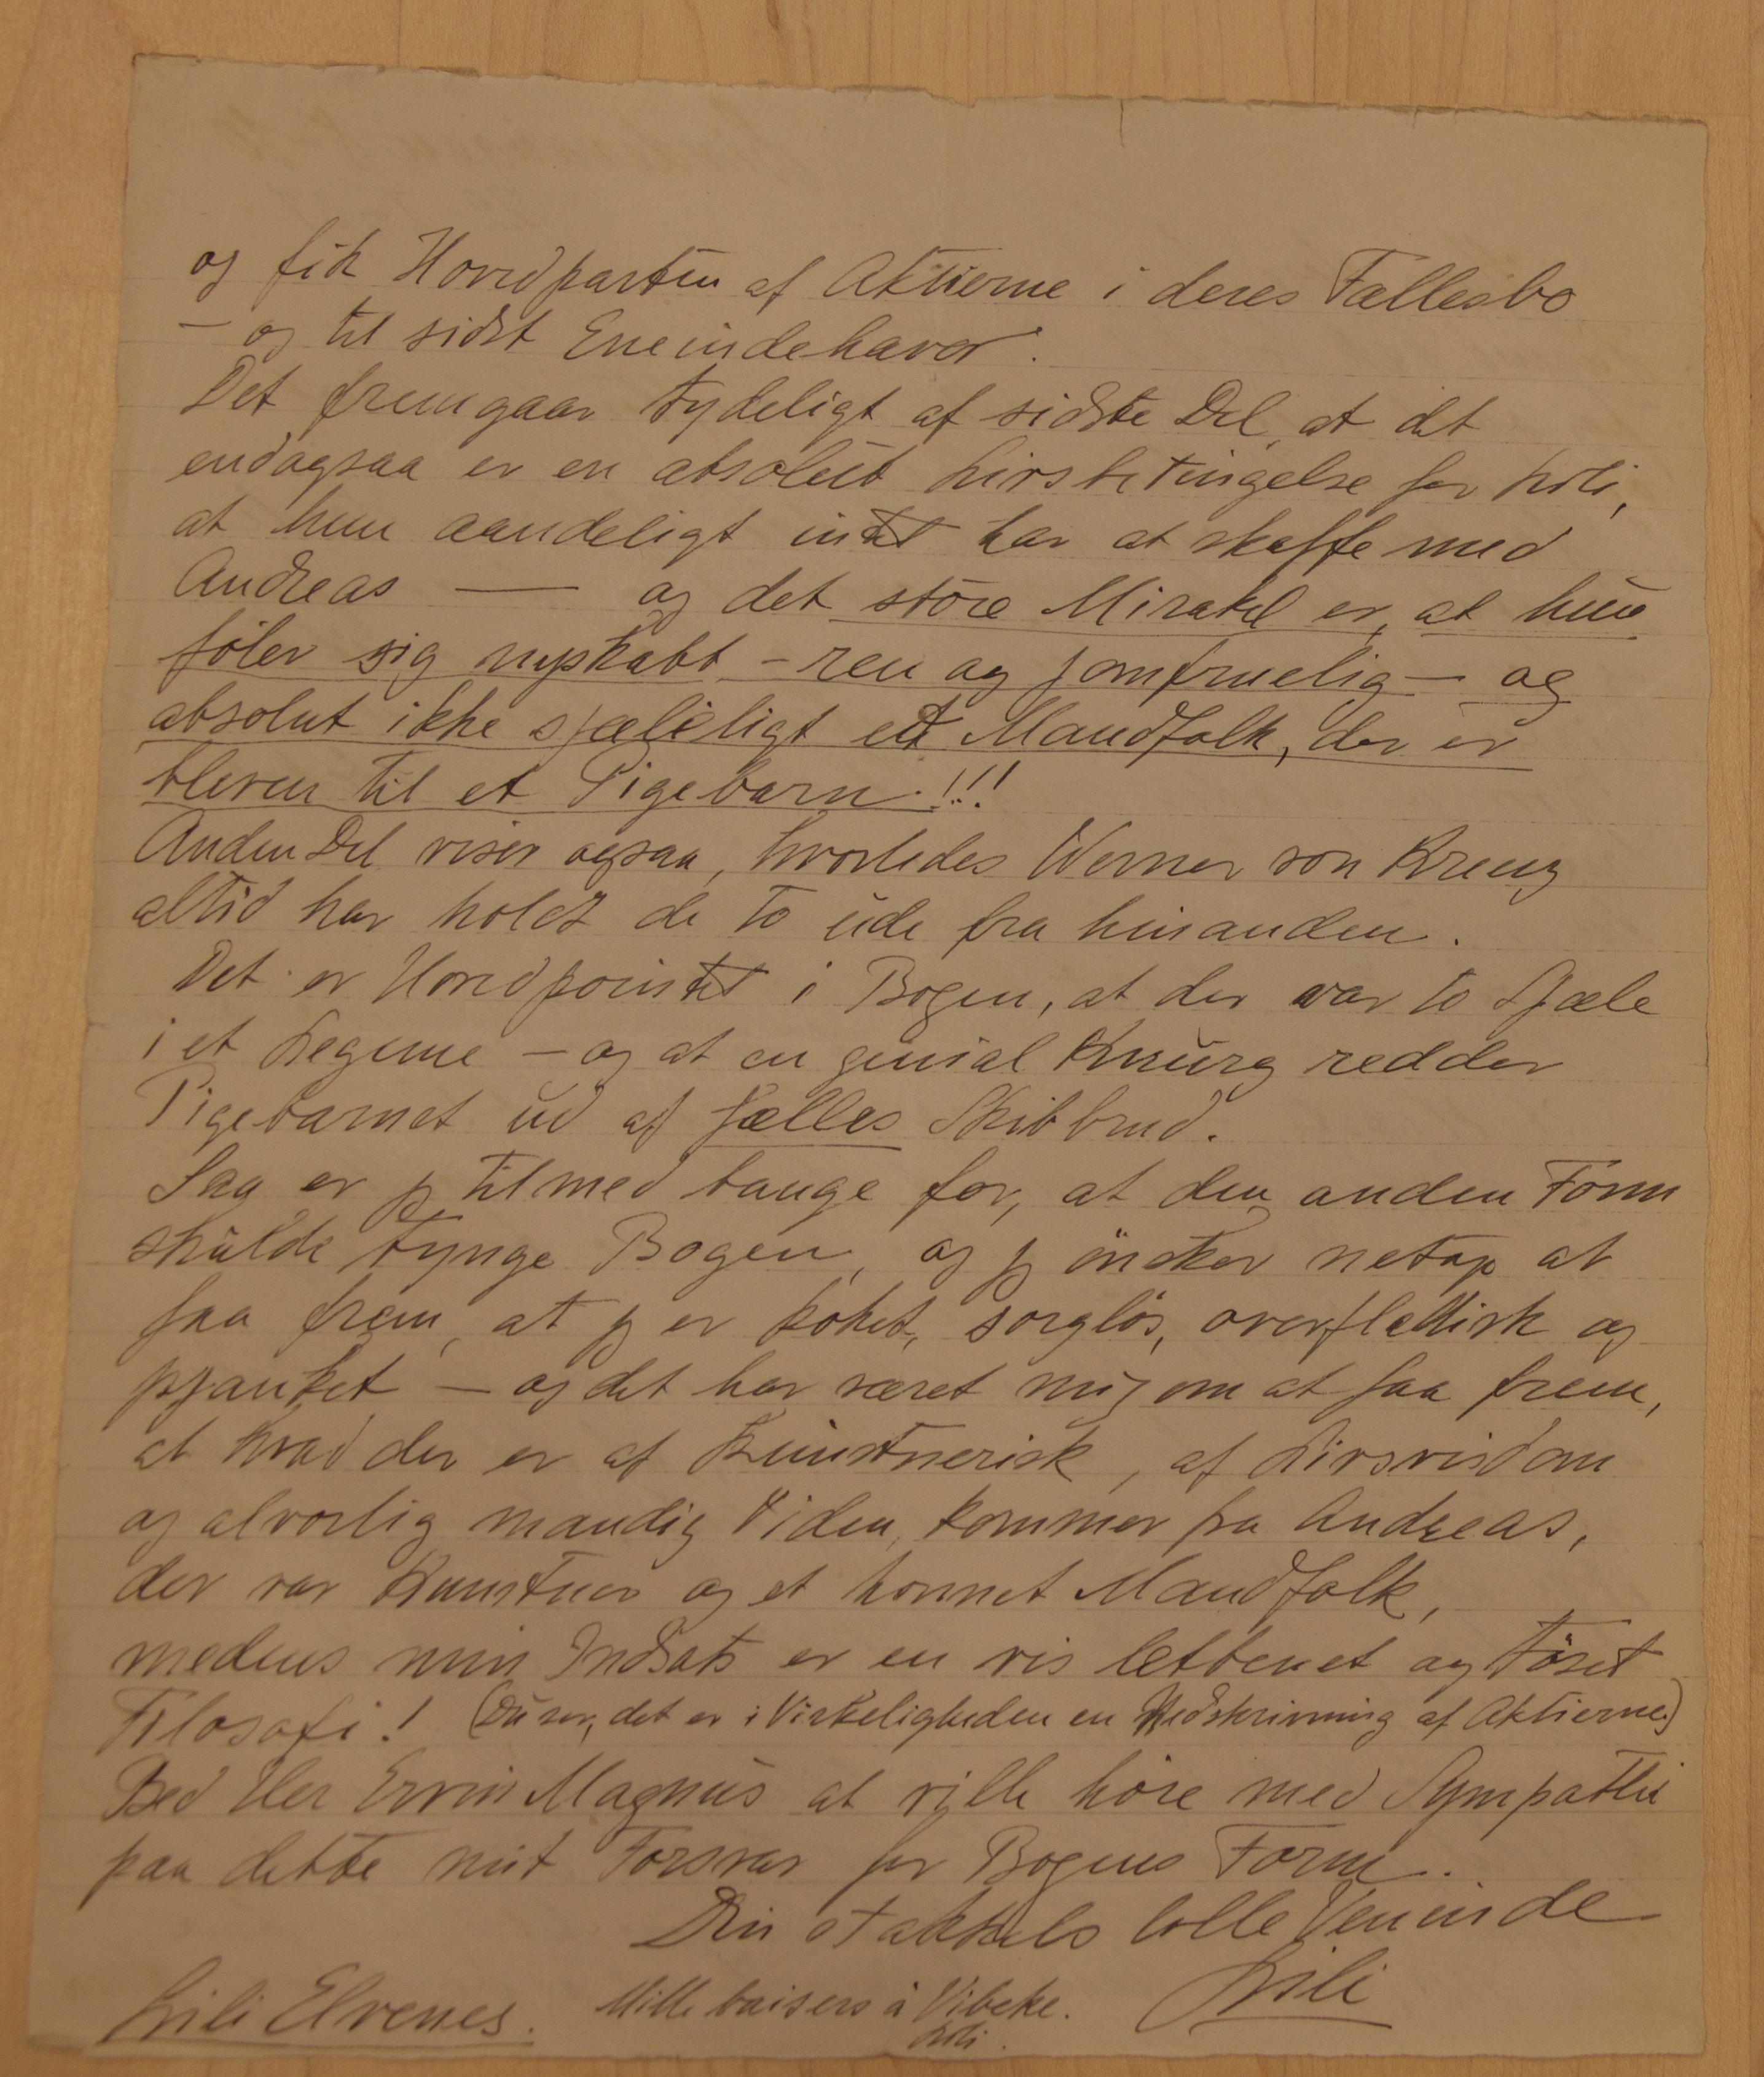 og fik Hovedparten af Aktierne i deres Fællesbo
— og til sidst Eneindehaver.
Det fremgaar tydeligt af sidste Del, at det
endogsaa er en absolut Livsbetingelse for Lili,
at hun aandeligt intet har at skaffe med
Andreas — og det store Mirakel er, at hun
føler sig nyskabt – ren og jomfruelig — og
absolut ikke sjæleligt et Mandfolk, der er
bleven til et Pigebarn!!!
Anden Del viser ogsaa, hvorledes Werner von Kreuz
altid har holdt de to ude fra hinanden.
Det er Hovedpointet i Bogen, at der var to Sjæle
i et Legeme — og at en genial Kirurg redder
Pigebarnet ud af fælles Skibbrud.
Saa er jeg tilmed bange for, at den anden Form
skulde tynge Bogen, og jeg ønsker netop at
faa frem, at jeg er koket, sorgløs, overfladisk og
pjanket — og det har været mig om at faa frem,
at hvad der er af Kunstnerisk, af Livsvisdom
og alvorlig mandig Viden, kommer fra Andreas,
der var Kunstner og et honnet Mandfolk,
medens min Indsats er en vis letbenet og tøset
Filosofi! (Du ser, det er i Virkeligheden en Nedskrivning af Aktierne.)
Bed Her Ervin Magnus at ville høre med Sympathi
paa dette mit Forsvar for Bogens Form.
Din stakkels lille Veninde
Lili
Mille baisers à Vibeke.
Lili.
Lili Elvenes.